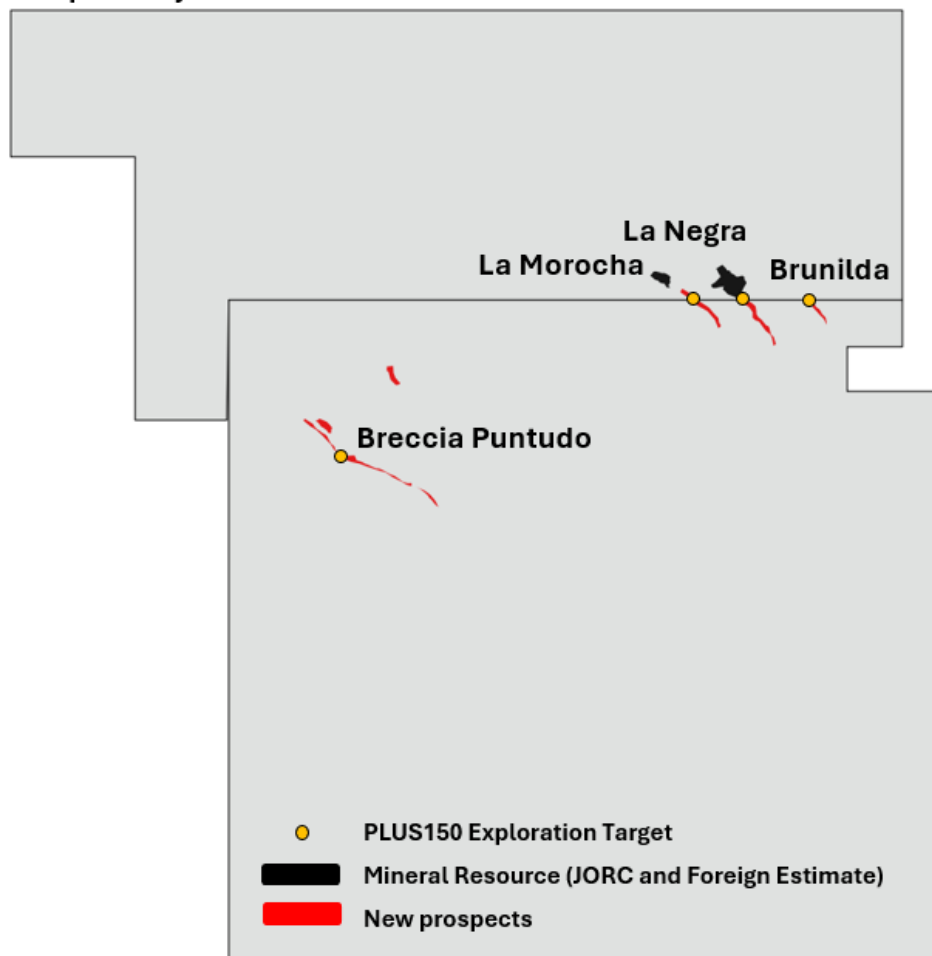 La Negra
La Morocha
Brunilda
Breccia Puntudo
PLUS150 Exploration Target
Mineral Resource (JORC and Foreign Estimate)
New prospects